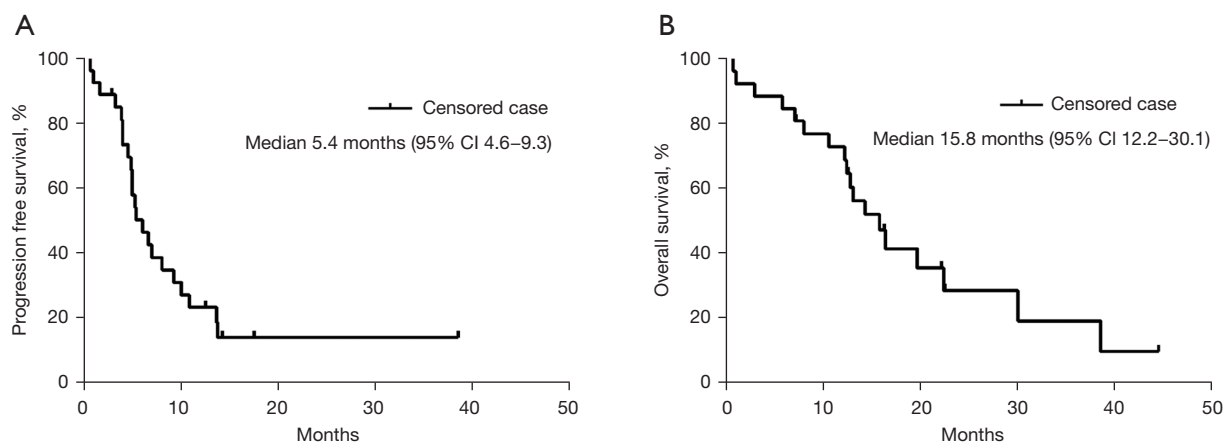 A
Progression free survival, %
100
80
60
40
20
0
Censored case
Median 5.4 months (95% CI 4.6–9.3)
0 10 20 30 40 50
Months
B
Overall survival, %
100
80
60
40
20
0
Censored case
Median 15.8 months (95% CI 12.2–30.1)
0 10 20 30 40 50
Months